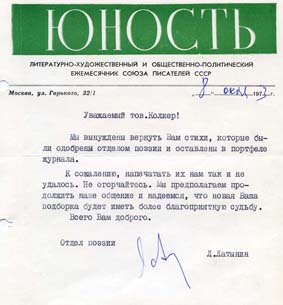 ЮНОСТЬ
ЛИТЕРАТУРНО-ХУДОЖЕСТВЕННЫЙ И ОБЩЕСТВЕННО-ПОЛИТИЧЕСКИЙ
ЕЖЕМЕСЯЧНИК СОЮЗА ПИСАТЕЛЕЙ СССР
Москва, ул. Горького, 32/1 8 197
Уважаемый тов.Колкер!
Мы вынуждены вернуть Вам стихи, которые бы-
ли одобрены отделом поэзии и оставлены в портфеле
журнала.
К сожалению, напечатать их нам так и не
удалось. Не огорчайтесь. Мы предполагаем про-
должить наше общение и надеемся, что новая Ваша
подборка будет иметь более благоприятную судьбу.
Всего Вам доброго.
Отдел поэзии Л.Латынин